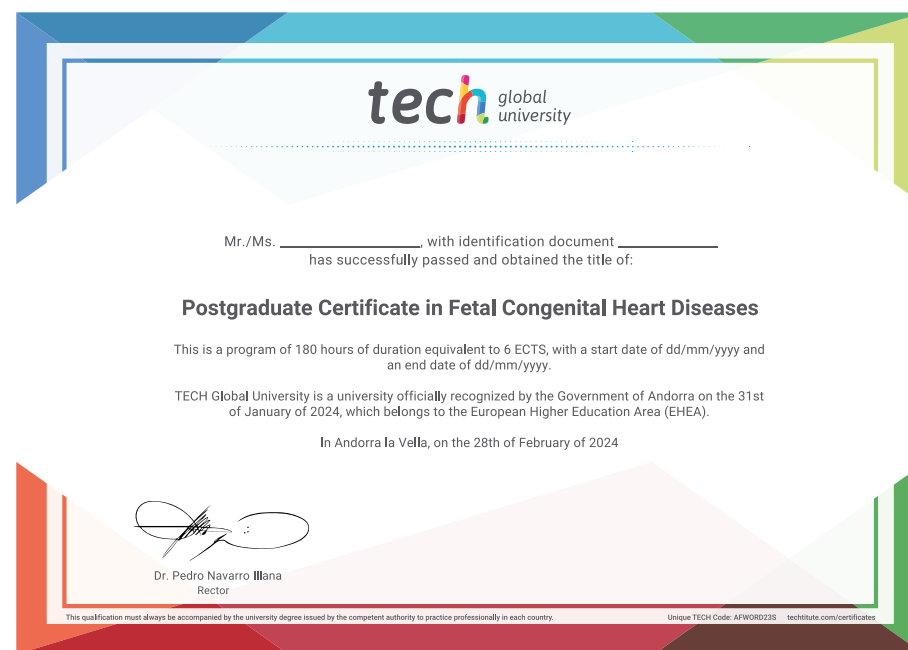 tech global university
Mr./Ms. ____________________, with identification document ______________
has successfully passed and obtained the title of:
Postgraduate Certificate in Fetal Congenital Heart Diseases
This is a program of 180 hours of duration equivalent to 6 ECTS, with a start date of dd/mm/yyyy and
an end date of dd/mm/yyyy.
TECH Global University is a university officially recognized by the Government of Andorra on the 31st
of January of 2024, which belongs to the European Higher Education Area (EHEA).
In Andorra la Vella, on the 28th of February of 2024
Dr. Pedro Navarro Illana
Rector
This qualification must always be accompanied by the university degree issued by the competent authority to practice professionally in each country. Unique TECH Code: AFWORD23S techtitute.com/certificates